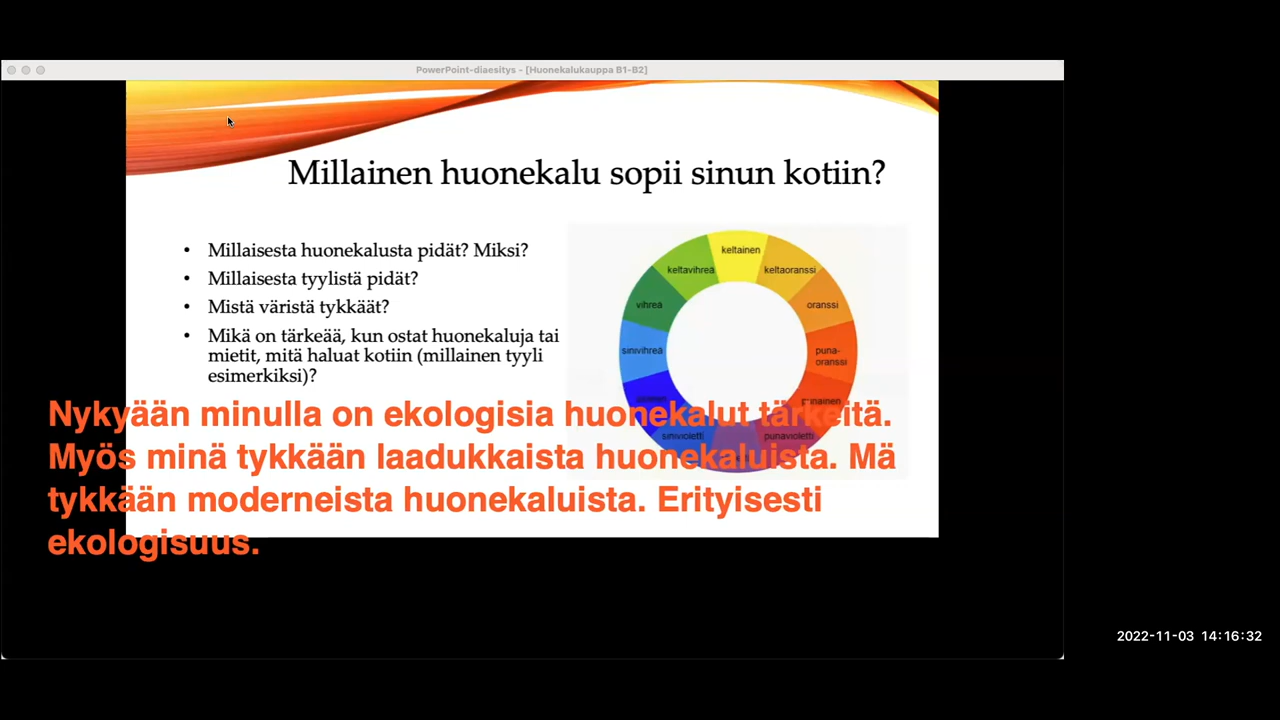 PowerPoint-diaesitys - [Huonekalukauppa B1-B2]
Millainen huonekalu sopii sinun kotiin?
• Millaisesta huonekalusta pidät? Miksi?
• Millaisesta tyylistä pidät?
• Mistä väristä tykkäät?
• Mikä on tärkeää, kun ostat huonekaluja tai
mietit, mitä haluat kotiin (millainen tyyli
esimerkiksi)?
keltainen
keltavihreä
keltaoranssi
vihreä
oranssi
sinivihreä
puna-
oranssi
punainen
sinivioletti
punavioletti
Nykyään minulla on ekologisia huonekalut tärkeitä.
Myös minä tykkään laadukkaista huonekaluista. Mä
tykkään moderneista huonekaluista. Erityisesti
ekologisuus.
2022-11-03 14:16:32